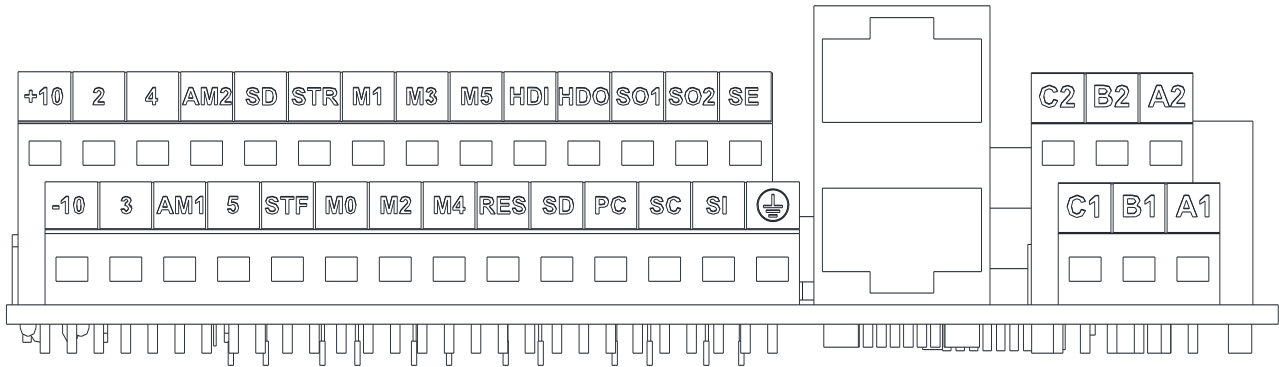 +10 2 4 AM2 SD STR M1 M3 M5 HDI HDO SO1 SO2 SE
C2 B2 A2
-10 3 AM1 5 STF M0 M2 M4 RES SD PC SC SI
C1 B1 A1